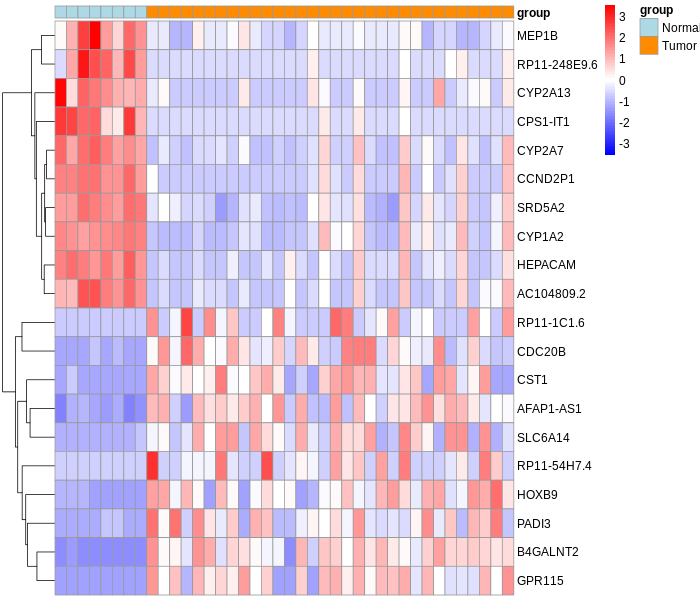 group
MEP1B
RP11-248E9.6
CYP2A13
CPS1-IT1
CYP2A7
CCND2P1
SRD5A2
CYP1A2
HEPACAM
AC104809.2
RP11-1C1.6
CDC20B
CST1
AFAP1-AS1
SLC6A14
RP11-54H7.4
HOXB9
PADI3
B4GALNT2
GPR115
3
2
1
0
-1
-2
-3
group
Normal
Tumor